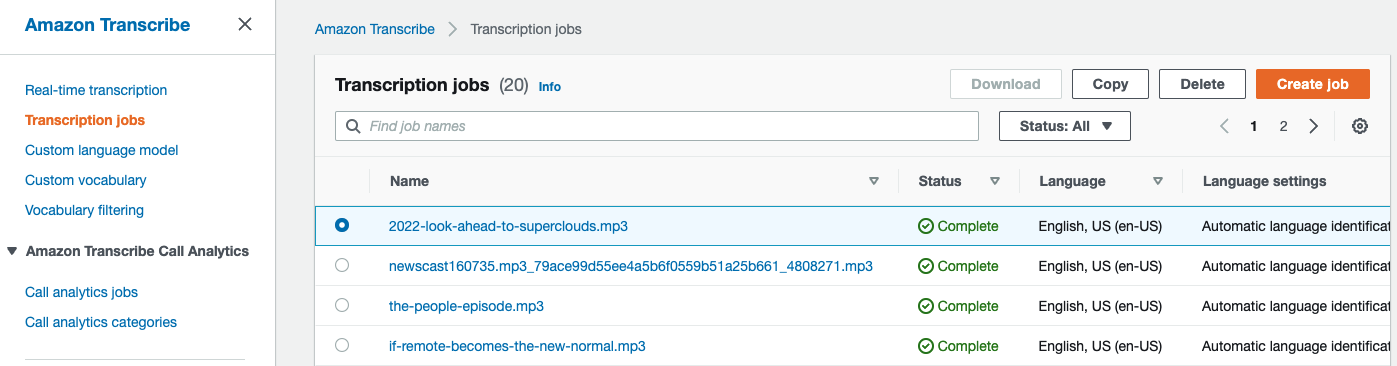 Amazon Transcribe
Real-time transcription
Transcription jobs
Custom language model
Custom vocabulary
Vocabulary filtering
Amazon Transcribe Call Analytics
Call analytics jobs
Call analytics categories
Amazon Transcribe > Transcription jobs
Transcription jobs (20) Info
Download Copy Delete Create job
Find job names Status: All 1 2
Name Status Language Language settings
2022-look-ahead-to-superclouds.mp3 Complete English, US (en-US) Automatic language identificat
newscast160735.mp3_79ace99d55ee4a5b6f0559b51a25b661_4808271.mp3 Complete English, US (en-US) Automatic language identificat
the-people-episode.mp3 Complete English, US (en-US) Automatic language identificat
if-remote-becomes-the-new-normal.mp3 Complete English, US (en-US) Automatic language identificat